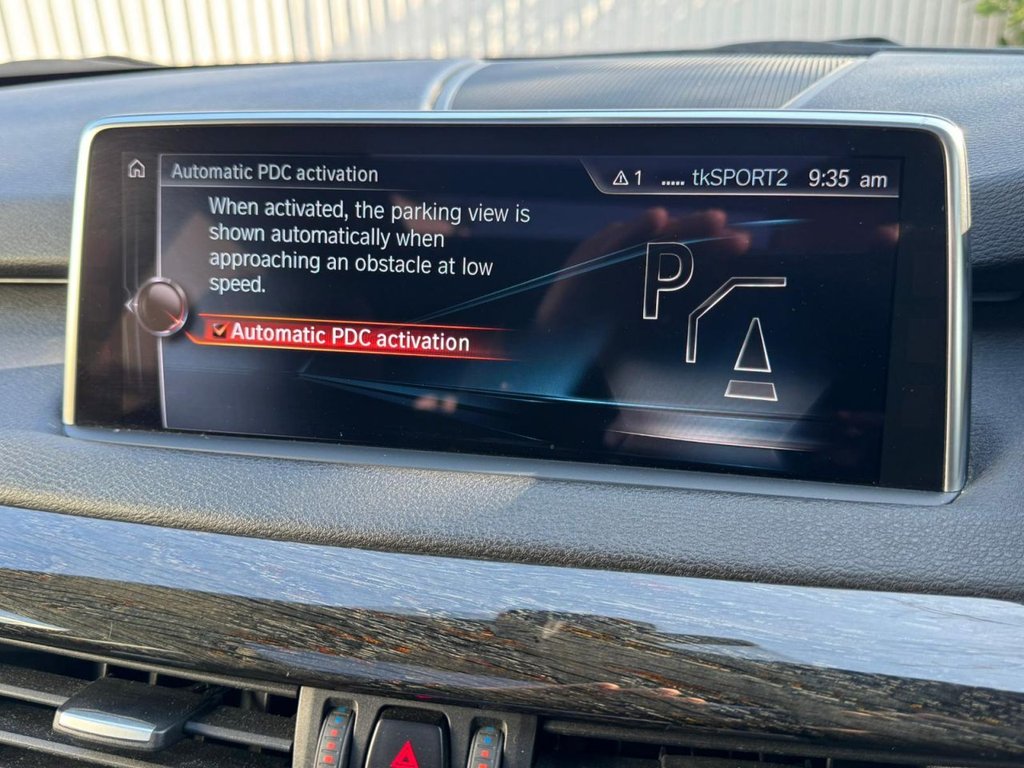 Automatic PDC activation
1 ..... tkSPORT2 9:35 am
When activated, the parking view is
shown automatically when
approaching an obstacle at low
speed.
Automatic PDC activation
P